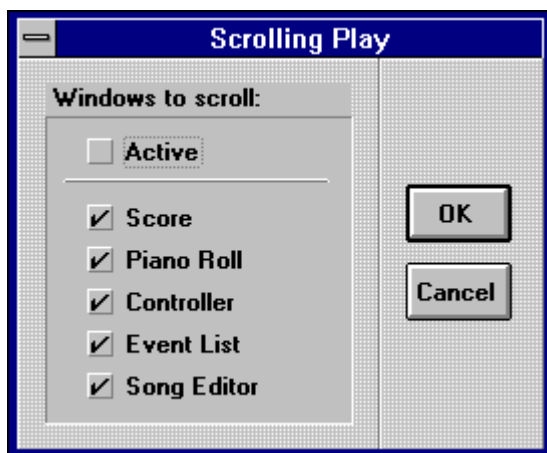 Scrolling Play
Windows to scroll:
Active
Score
Piano Roll
Controller
Event List
Song Editor
OK
Cancel